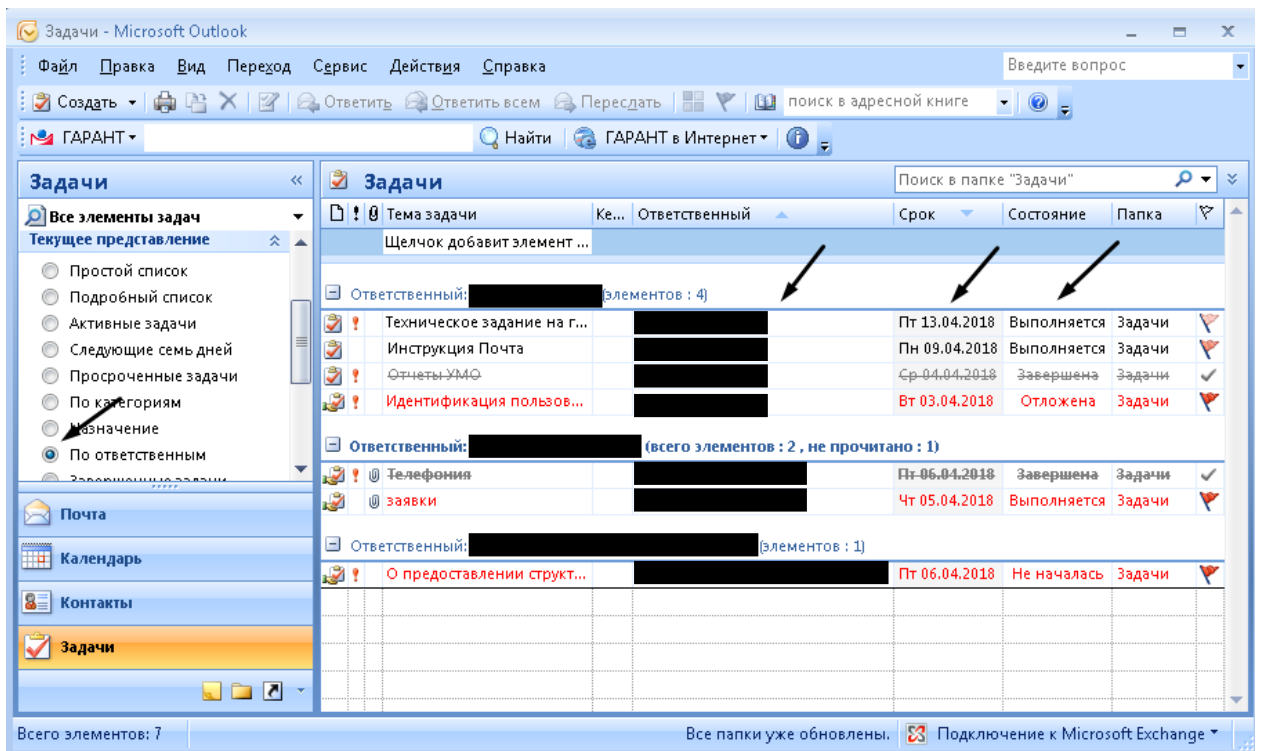 Задачи - Microsoft Outlook
Файл Правка Вид Переход Сервис Действия Справка Введите вопрос
Создать Ответить Ответить всем Переслать поиск в адресной книге
ГАРАНТ Найти ГАРАНТ в Интернет
Задачи «
Все элементы задач
Текущее представление
Простой список
Подробный список
Активные задачи
Следующие семь дней
Просроченные задачи
По категориям
Назначение
По ответственным
Завершенные задачи
Почта
Календарь
Контакты
Задачи
Задачи Поиск в папке "Задачи"
! Тема задачи Ке... Ответственный Срок Состояние Папка
Щелчок добавит элемент ...
Ответственный: (элементов : 4)
Техническое задание на г... Пт 13.04.2018 Выполняется Задачи
Инструкция Почта Пн 09.04.2018 Выполняется Задачи
Отчеты УМО Ср 04.04.2018 Завершена Задачи
Идентификация пользов... Вт 03.04.2018 Отложена Задачи
Ответственный: (всего элементов : 2 , не прочитано : 1)
Телефония Пт 06.04.2018 Завершена Задачи
заявки Чт 05.04.2018 Выполняется Задачи
Ответственный: (элементов : 1)
О предоставлении структ... Пт 06.04.2018 Не началась Задачи
Всего элементов: 7 Все папки уже обновлены. Подключение к Microsoft Exchange